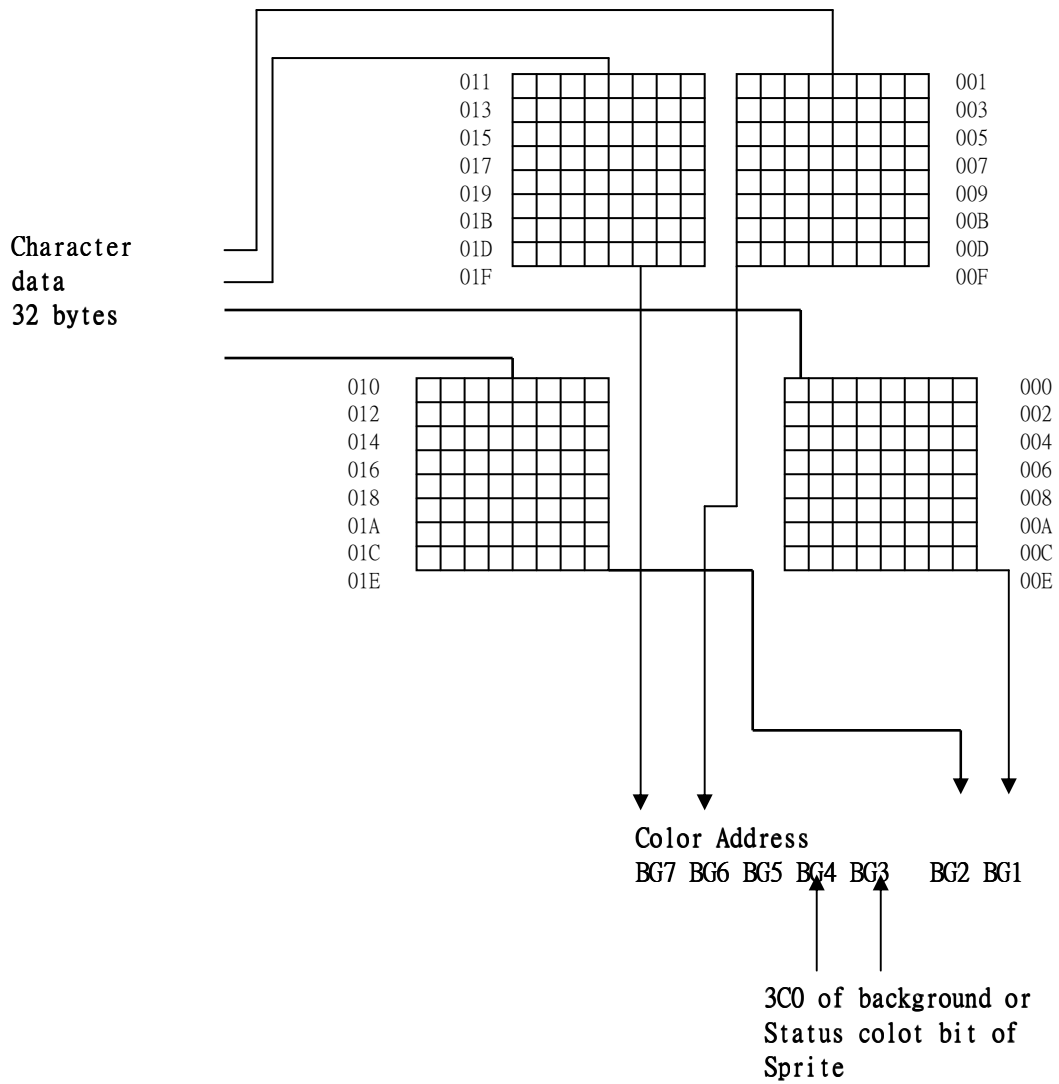 011
013
015
017
019
01B
01D
01F
001
003
005
007
009
00B
00D
00F
Character
data
32 bytes
010
012
014
016
018
01A
01C
01E
000
002
004
006
008
00A
00C
00E
Color Address
BG7 BG6 BG5 BG4 BG3 BG2 BG1
3C0 of background or
Status colot bit of
Sprite